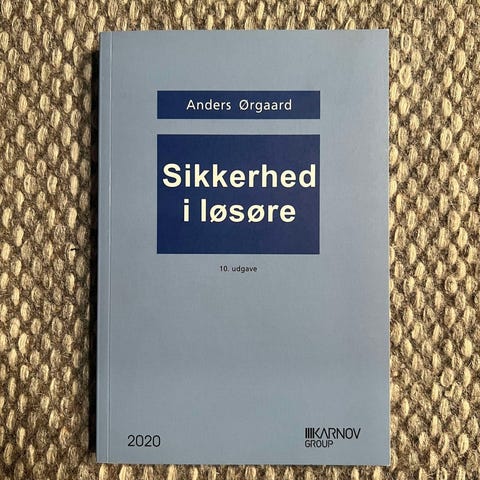 Anders Ørgaard
Sikkerhed
i løsøre
10. udgave
2020
KARNOV
GROUP